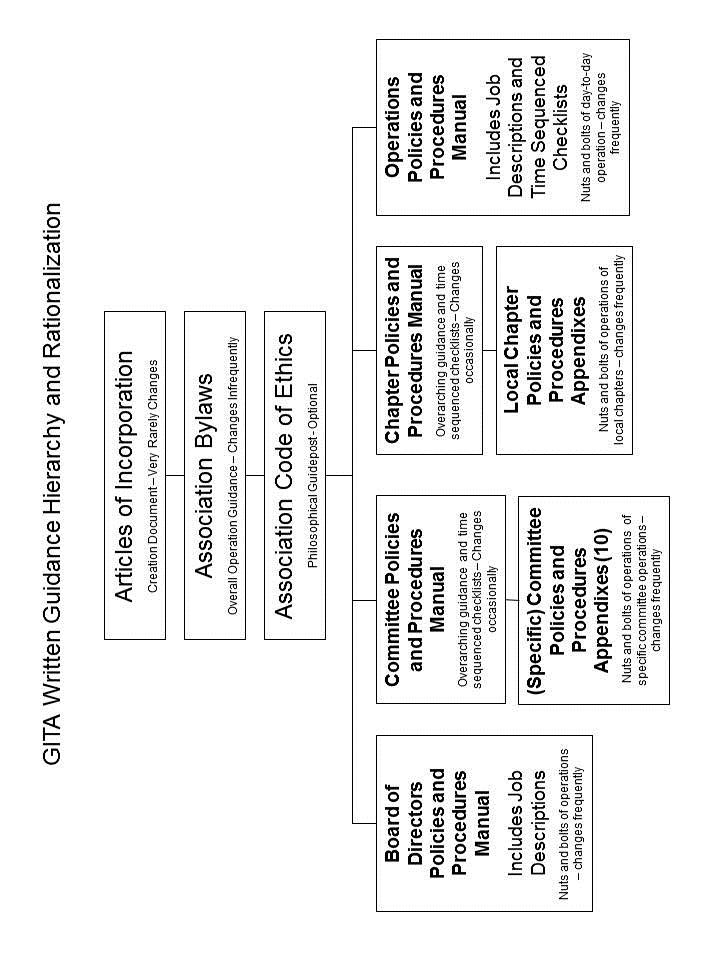 GITA Written Guidance Hierarchy and Rationalization
Articles of Incorporation
Creation Document – Very Rarely Changes
Association Bylaws
Overall Operation Guidance – Changes Infrequently
Association Code of Ethics
Philosophical Guidepost - Optional
Board of
Directors
Policies and
Procedures
Manual
Includes Job
Descriptions
Nuts and bolts of operations
– changes frequently
Committee Policies
and Procedures
Manual
Overarching guidance and time
sequenced checklists – Changes
occasionally
(Specific) Committee
Policies and
Procedures
Appendixes (10)
Nuts and bolts of operations of
specific committee operations –
changes frequently
Chapter Policies and
Procedures Manual
Overarching guidance and time
sequenced checklists – Changes
occasionally
Local Chapter
Policies and
Procedures
Appendixes
Nuts and bolts of operations of
local chapters – changes frequently
Operations
Policies and
Procedures
Manual
Includes Job
Descriptions and
Time Sequenced
Checklists
Nuts and bolts of day-to-day
operation – changes
frequently